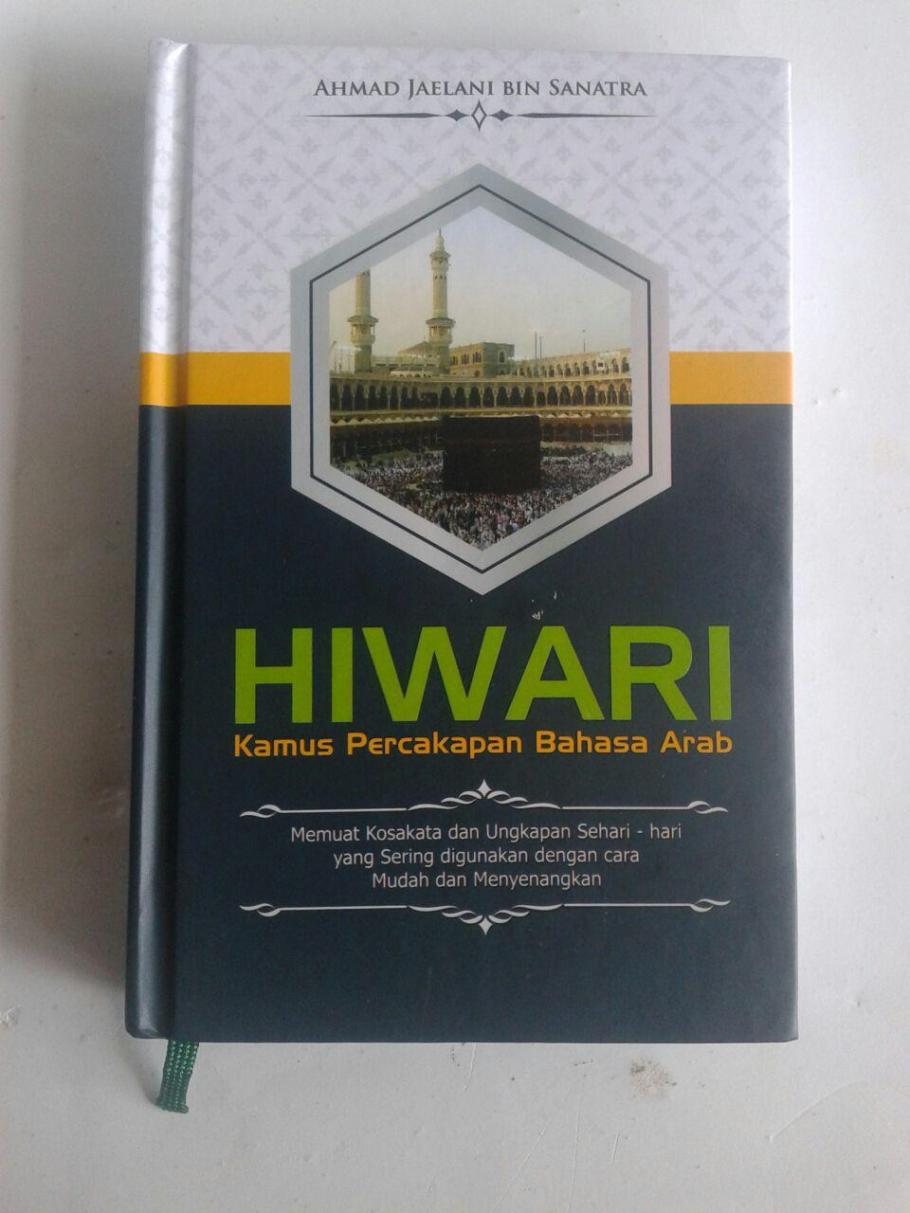 AHMAD JAELANI BIN SANATRA
HIWARI
Kamus Percakapan Bahasa Arab
Memuat Kosakata dan Ungkapan Sehari - hari
yang Sering digunakan dengan cara
Mudah dan Menyenangkan